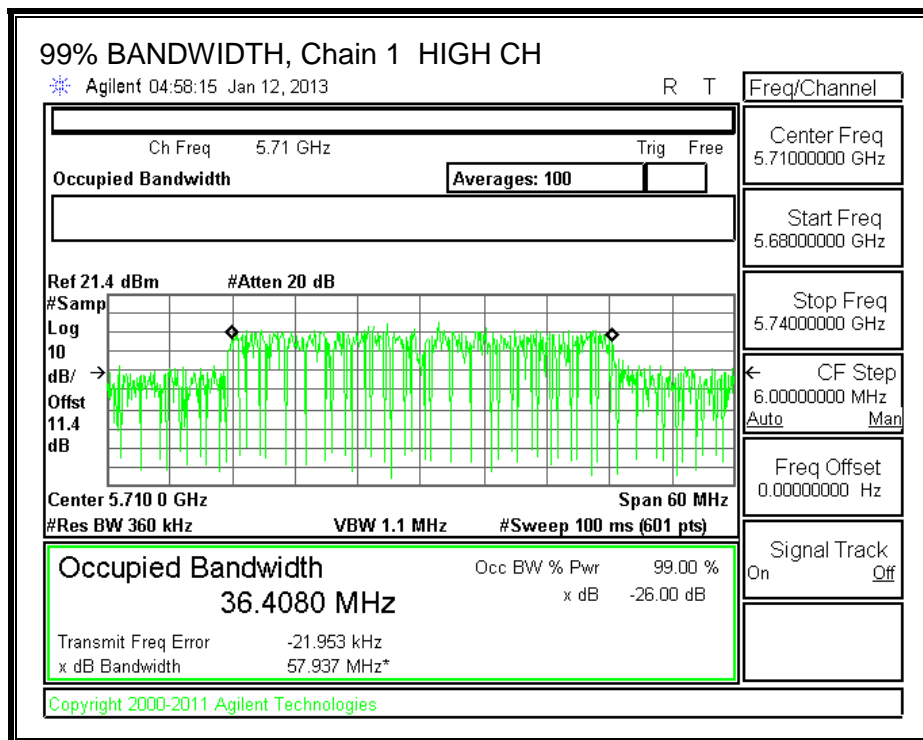 99% BANDWIDTH, Chain 1 HIGH CH
Agilent 04:58:15 Jan 12, 2013 R T
Freq/Channel
Ch Freq 5.71 GHz Trig Free
Occupied Bandwidth Averages: 100
Center Freq
5.71000000 GHz
Start Freq
5.68000000 GHz
Stop Freq
5.74000000 GHz
CF Step
6.00000000 MHz
Auto Man
Freq Offset
0.00000000 Hz
Signal Track
On Off
Ref 21.4 dBm #Atten 20 dB
#Samp
Log
10
dB/
Offst
11.4
dB
Center 5.710 0 GHz Span 60 MHz
#Res BW 360 kHz VBW 1.1 MHz #Sweep 100 ms (601 pts)
Occupied Bandwidth Occ BW % Pwr 99.00 %
36.4080 MHz x dB -26.00 dB
Transmit Freq Error -21.953 kHz
x dB Bandwidth 57.937 MHz*
Copyright 2000-2011 Agilent Technologies